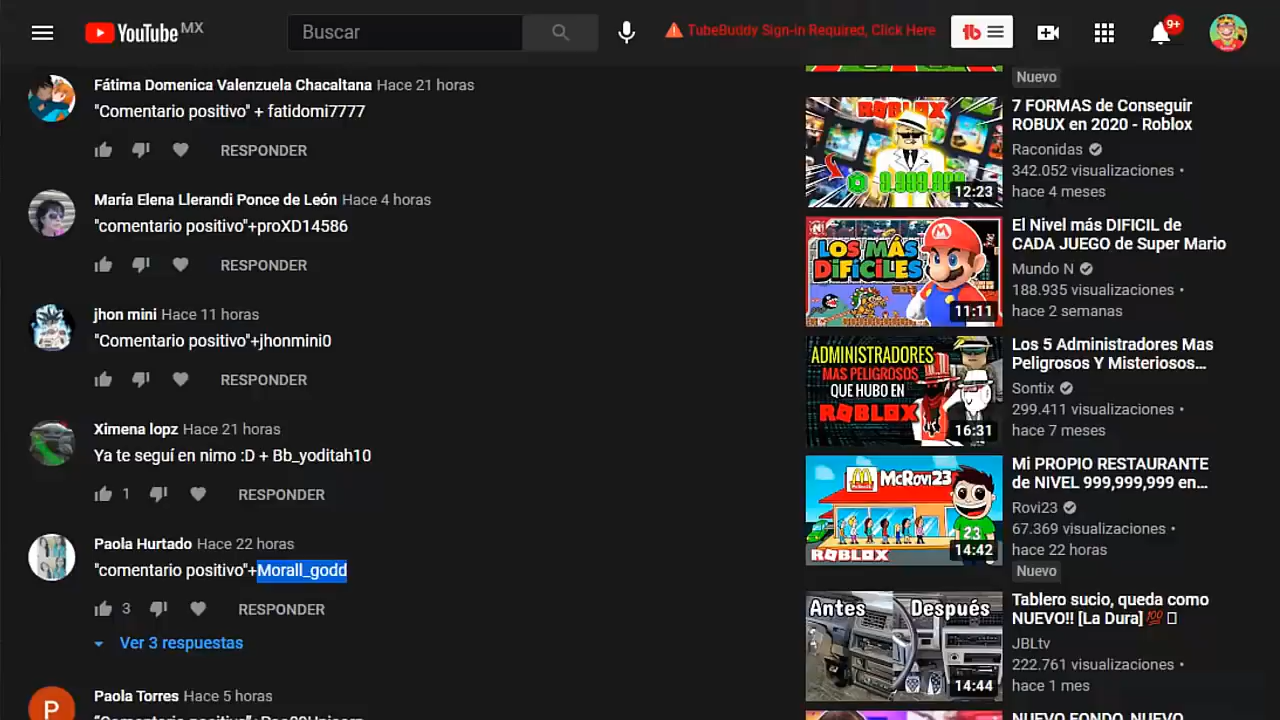 YouTube MX
Buscar
TubeBuddy Sign-in Required, Click Here
tb
9+
Fátima Domenica Valenzuela Chacaltana Hace 21 horas
"Comentario positivo" + fatidomi7777
RESPONDER
María Elena Llerandi Ponce de León Hace 4 horas
"comentario positivo"+proXD14586
RESPONDER
jhon mini Hace 11 horas
"Comentario positivo"+jhonmini0
RESPONDER
Ximena lopz Hace 21 horas
Ya te seguí en nimo :D + Bb_yoditah10
1 RESPONDER
Paola Hurtado Hace 22 horas
"comentario positivo"+Morall_godd
3 RESPONDER
Ver 3 respuestas
P
Paola Torres Hace 5 horas
Nuevo
ROBLOX
9.999.999
12:23
7 FORMAS de Conseguir
ROBUX en 2020 - Roblox
Raconidas
342.052 visualizaciones •
hace 4 meses
LOS MÁS
DIFÍCILES
11:11
El Nivel más DIFICIL de
CADA JUEGO de Super Mario
Mundo N
188.935 visualizaciones •
hace 2 semanas
ADMINISTRADORES
MAS PELIGROSOS
QUE HUBO EN
ROBLOX
16:31
Los 5 Administradores Mas
Peligrosos Y Misteriosos...
Sontix
299.411 visualizaciones •
hace 7 meses
McRovi23
23
ROBLOX
14:42
Mi PROPIO RESTAURANTE
de NIVEL 999,999,999 en...
Rovi23
67.369 visualizaciones •
hace 22 horas
Nuevo
Antes Después
14:44
Tablero sucio, queda como
NUEVO!! [La Dura]💯
JBLtv
222.761 visualizaciones •
hace 1 mes
NUEVO FONDO, NUEVO